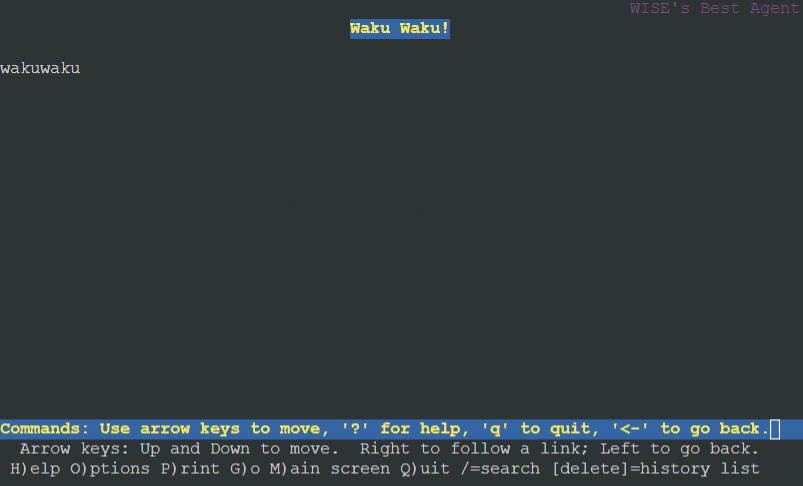 WISE's Best Agent
Waku Waku!
wakuwaku
Commands: Use arrow keys to move, '?' for help, 'q' to quit, '<-' to go back.
Arrow keys: Up and Down to move.  Right to follow a link; Left to go back.
H)elp O)ptions P)rint G)o M)ain screen Q)uit /=search [delete]=history list